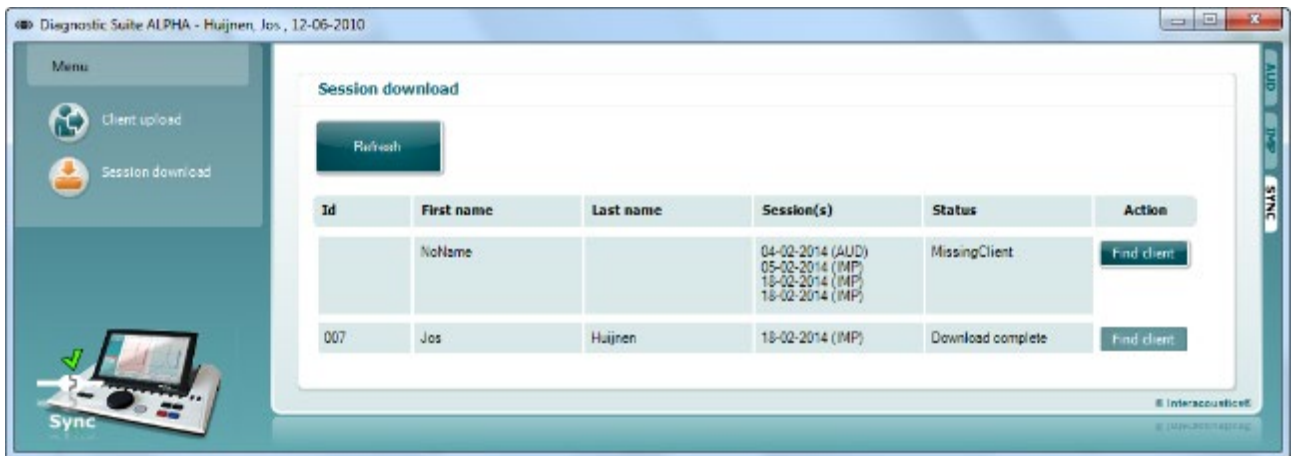 Diagnostic Suite ALPHA - Huijnen, Jos , 12-06-2010
Menu
Client upload
Session download
Sync
Session download
Refresh
Id First name Last name Session(s) Status Action
NoName 04-02-2014 (AUD) MissingClient Find client
05-02-2014 (IMP)
18-02-2014 (IMP)
18-02-2014 (IMP)
007 Jos Huijnen 18-02-2014 (IMP) Download complete Find client
® Interacoustics®
AUD
IMP
SYNC